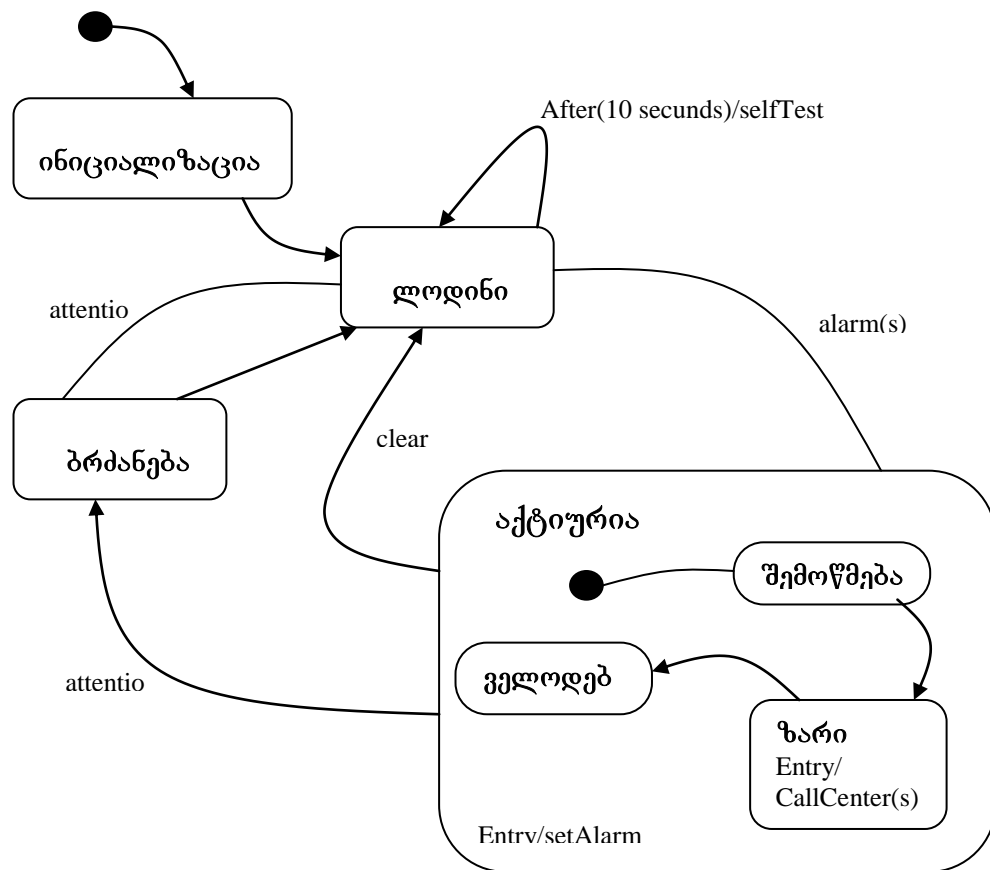 After(10 secunds)/selfTest
ინიციალიზაცია
ლოდინი
attentio
alarm(s)
ბრძანება
clear
აქტიურია
შემოწმება
ველოდებ
attentio
ზარი
Entry/
CallCenter(s)
Entry/setAlarm